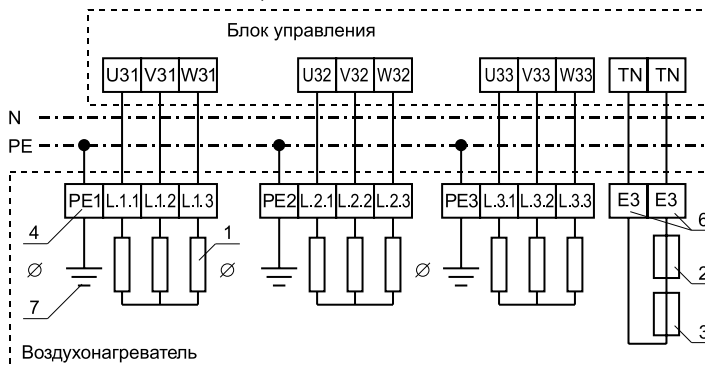 Блок управления
U31 V31 W31 U32 V32 W32 U33 V33 W33 TN TN
N
PE
PE1 L.1.1 L.1.2 L.1.3 PE2 L.2.1 L.2.2 L.2.3 PE3 L.3.1 L.3.2 L.3.3 E3 E3
4 1 6
2
7
3
Воздухонагреватель